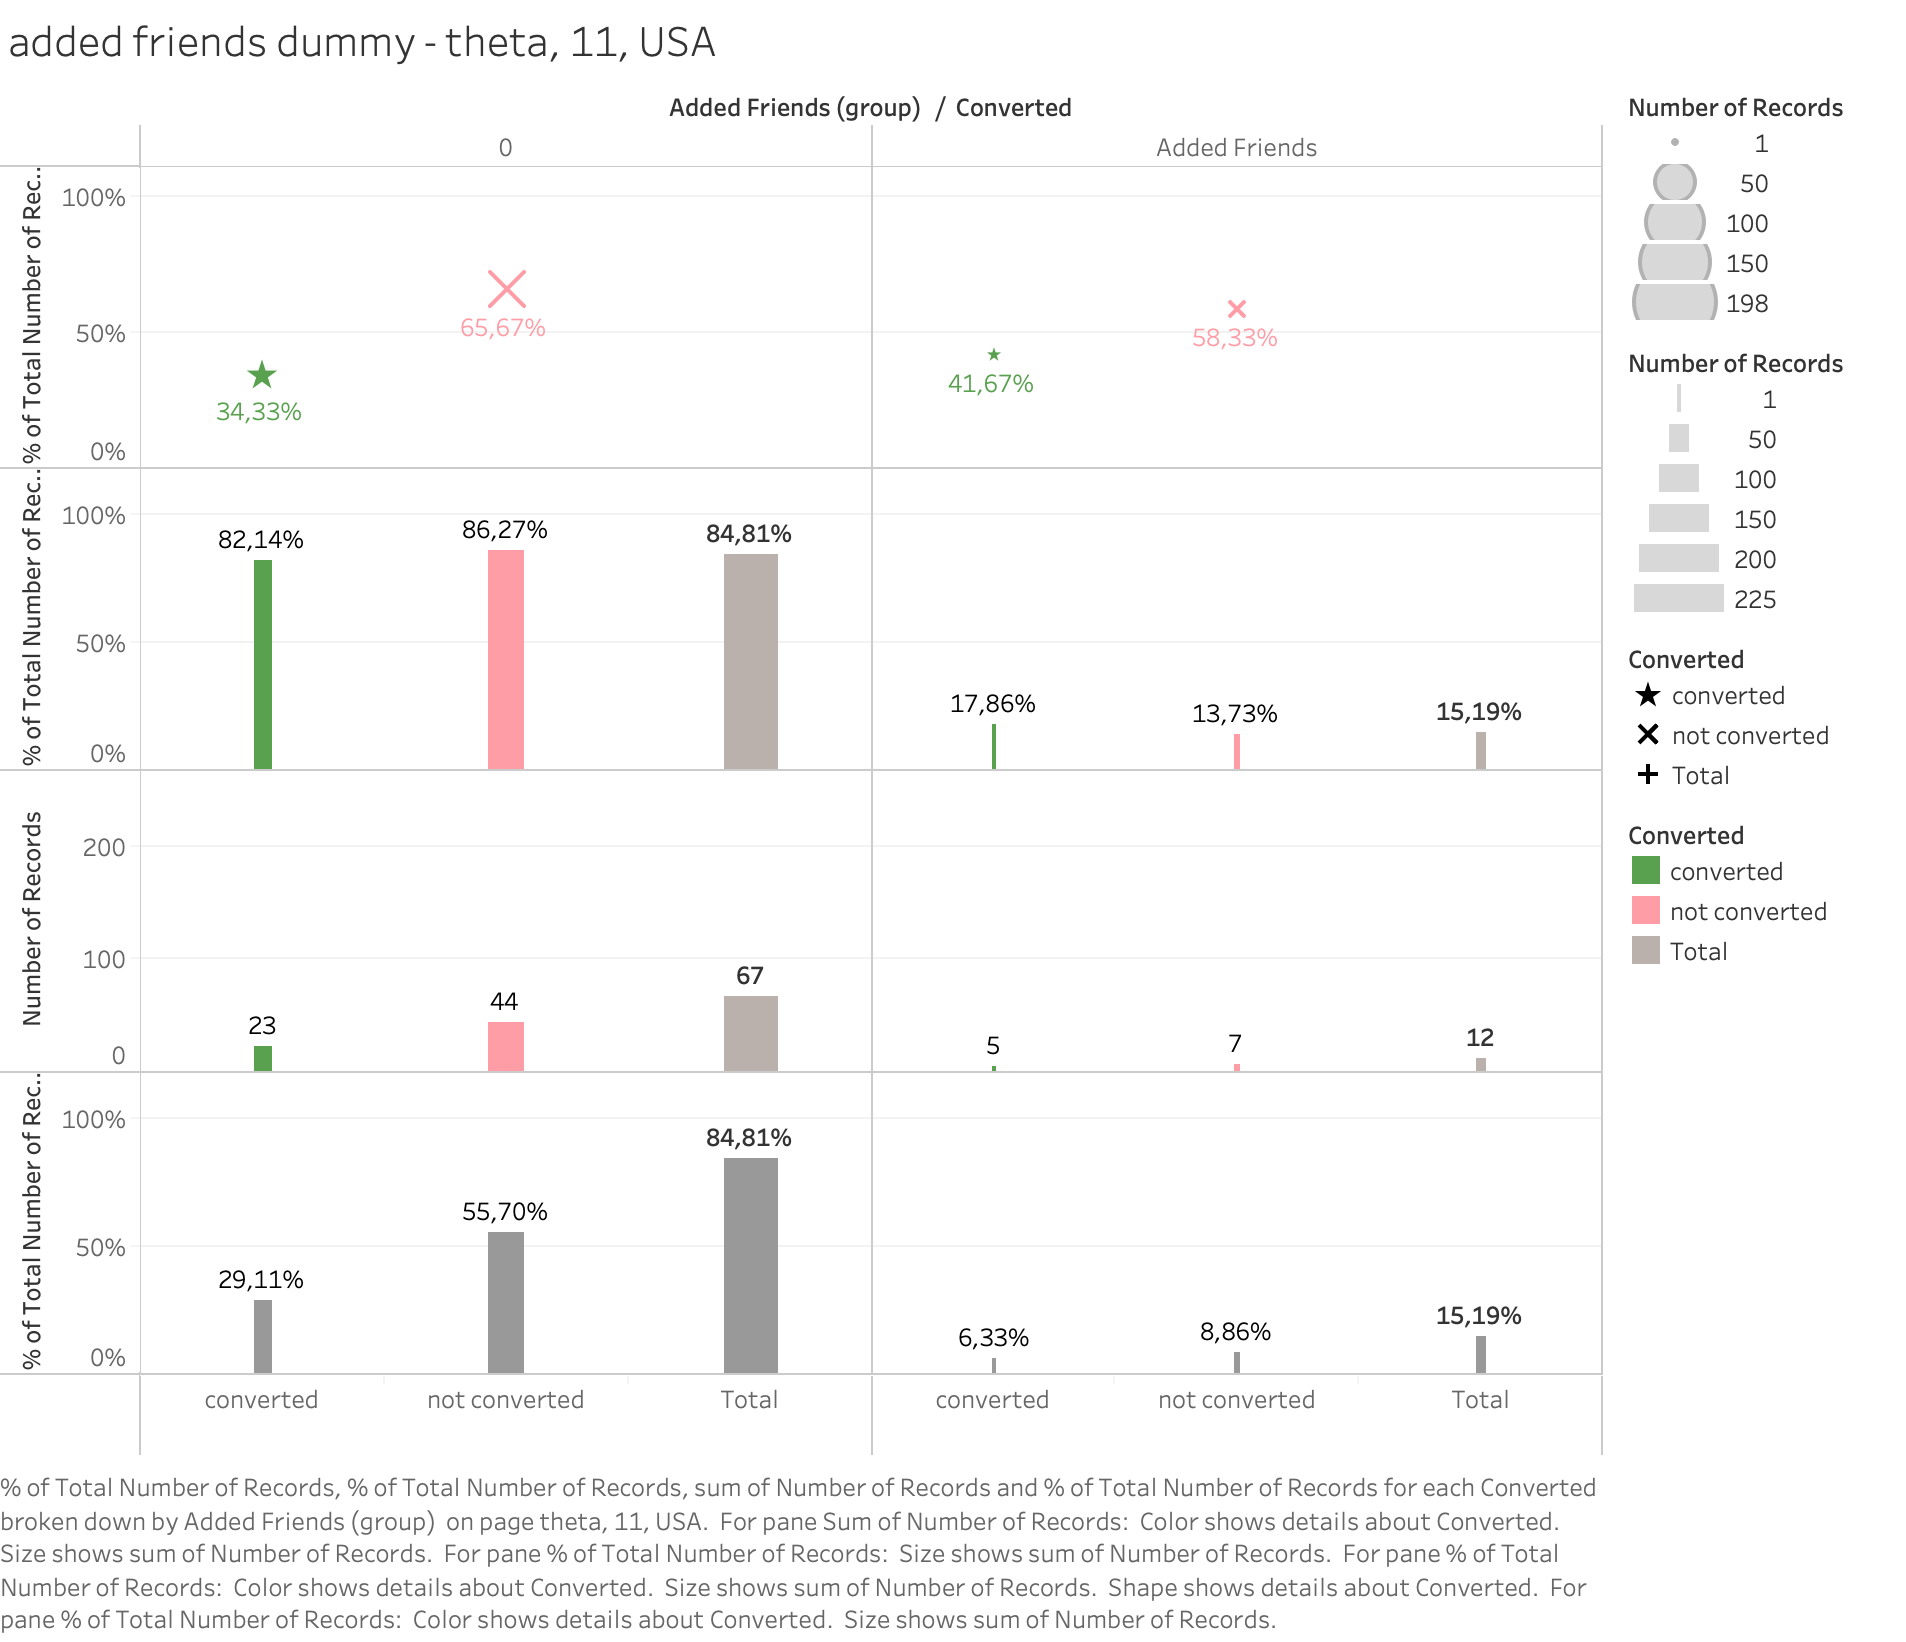 added friends dummy - theta, 11, USA
Added Friends (group) / Converted
0
Added Friends
% of Total Number of Rec..
100%
50%
0%
65,67%
34,33%
58,33%
41,67%
% of Total Number of Rec..
100%
50%
0%
82,14%
86,27%
84,81%
17,86%
13,73%
15,19%
Number of Records
200
100
0
23
44
67
5
7
12
% of Total Number of Rec..
100%
50%
0%
29,11%
55,70%
84,81%
6,33%
8,86%
15,19%
converted
not converted
Total
converted
not converted
Total
Number of Records
1
50
100
150
198
Number of Records
1
50
100
150
200
225
Converted
converted
not converted
Total
Converted
converted
not converted
Total
% of Total Number of Records, % of Total Number of Records, sum of Number of Records and % of Total Number of Records for each Converted
broken down by Added Friends (group) on page theta, 11, USA. For pane Sum of Number of Records: Color shows details about Converted.
Size shows sum of Number of Records. For pane % of Total Number of Records: Size shows sum of Number of Records. For pane % of Total
Number of Records: Color shows details about Converted. Size shows sum of Number of Records. Shape shows details about Converted. For
pane % of Total Number of Records: Color shows details about Converted. Size shows sum of Number of Records.